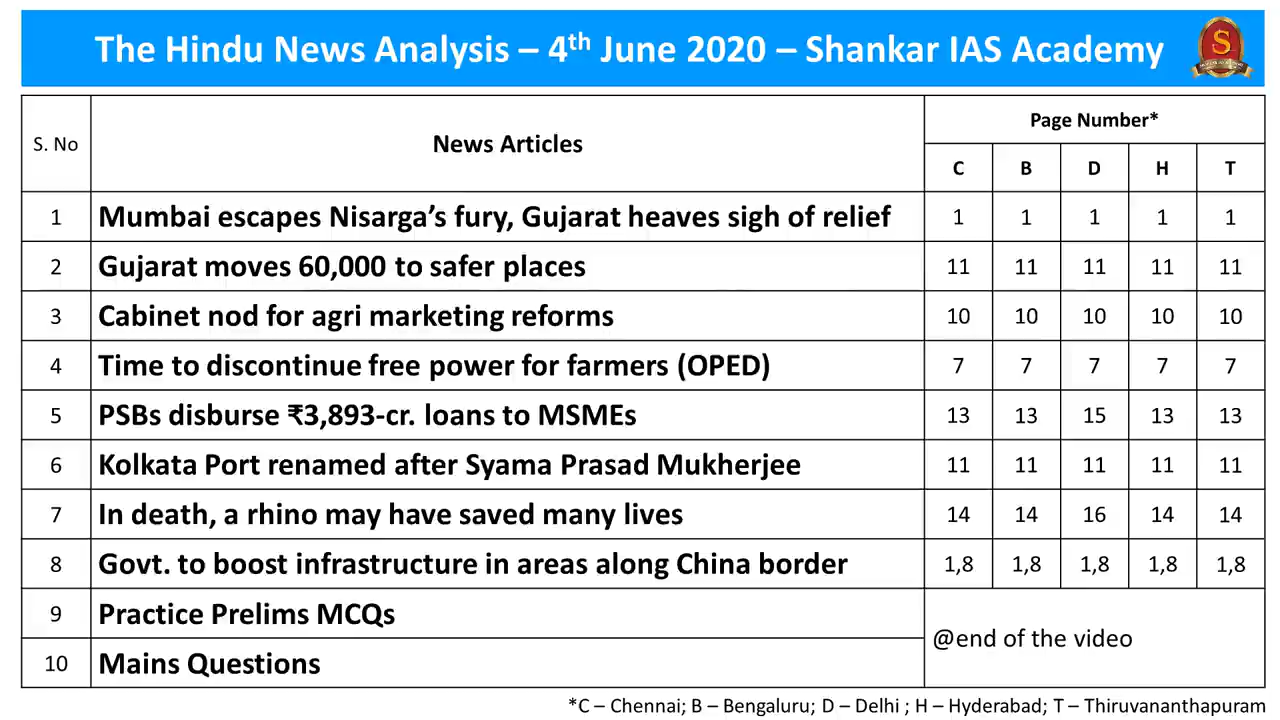 The Hindu News Analysis – 4th June 2020 – Shankar IAS Academy
S
S. No News Articles Page Number*
C B D H T
1 Mumbai escapes Nisarga's fury, Gujarat heaves sigh of relief 1 1 1 1 1
2 Gujarat moves 60,000 to safer places 11 11 11 11 11
3 Cabinet nod for agri marketing reforms 10 10 10 10 10
4 Time to discontinue free power for farmers (OPED) 7 7 7 7 7
5 PSBs disburse ₹3,893-cr. loans to MSMEs 13 13 15 13 13
6 Kolkata Port renamed after Syama Prasad Mukherjee 11 11 11 11 11
7 In death, a rhino may have saved many lives 14 14 16 14 14
8 Govt. to boost infrastructure in areas along China border 1,8 1,8 1,8 1,8 1,8
9 Practice Prelims MCQs
@end of the video
10 Mains Questions
*C – Chennai; B – Bengaluru; D – Delhi ; H – Hyderabad; T – Thiruvananthapuram